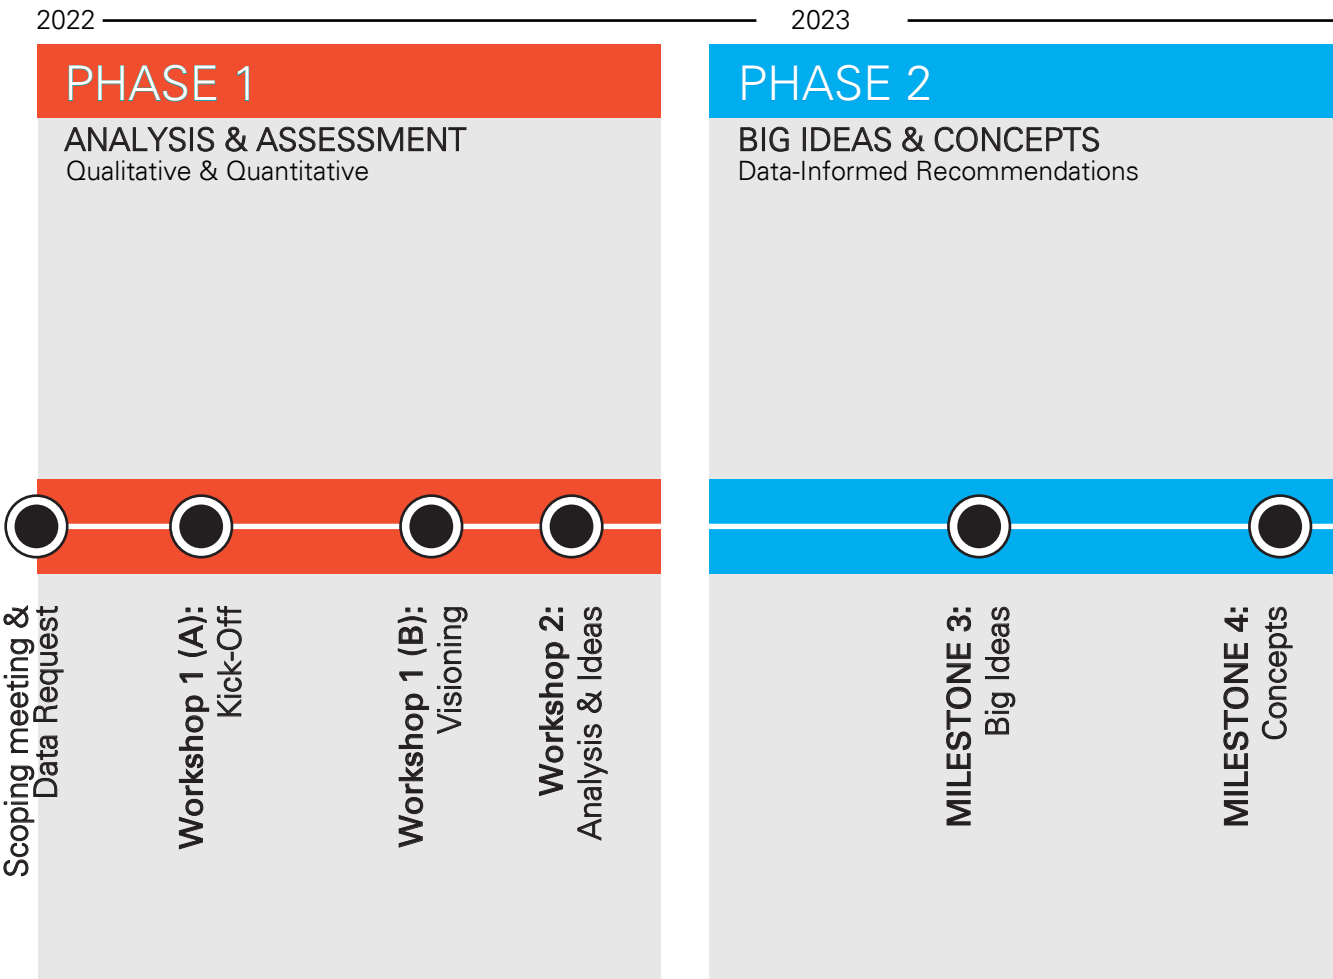 2022
2023
PHASE 1
ANALYSIS & ASSESSMENT
Qualitative & Quantitative
PHASE 2
BIG IDEAS & CONCEPTS
Data-Informed Recommendations
Scoping meeting &
Data Request
Workshop 1 (A):
Kick-Off
Workshop 1 (B):
Visioning
Workshop 2:
Analysis & Ideas
MILESTONE 3:
Big Ideas
MILESTONE 4:
Concepts